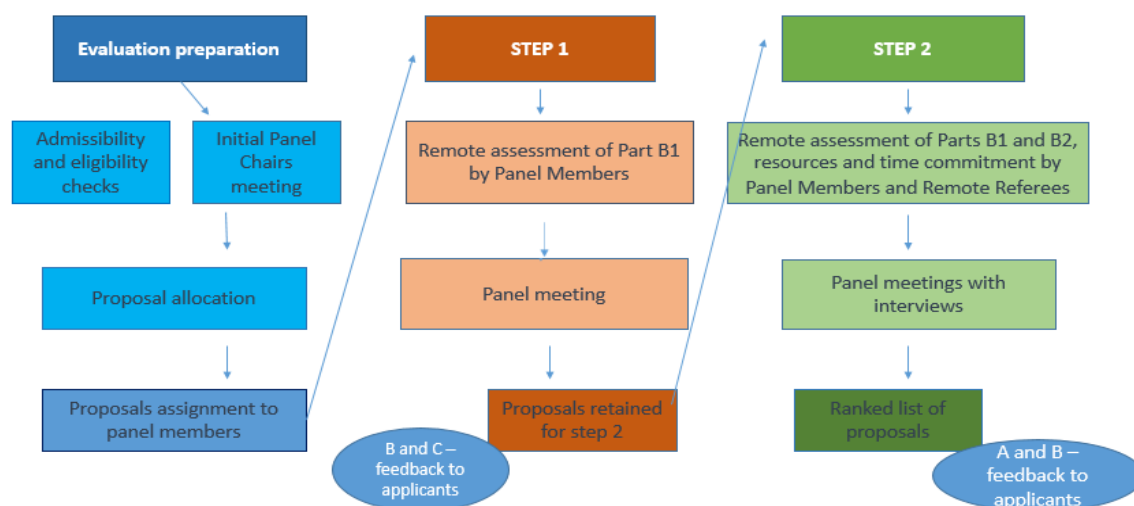 Evaluation preparation
Admissibility
and eligibility
checks
Initial Panel
Chairs
meeting
Proposal allocation
Proposals assignment to
panel members
STEP 1
Remote assessment of Part B1
by Panel Members
Panel meeting
Proposals retained
for step 2
B and C –
feedback to
applicants
STEP 2
Remote assessment of Parts B1 and B2,
resources and time commitment by
Panel Members and Remote Referees
Panel meetings with
interviews
Ranked list of
proposals
A and B –
feedback to
applicants